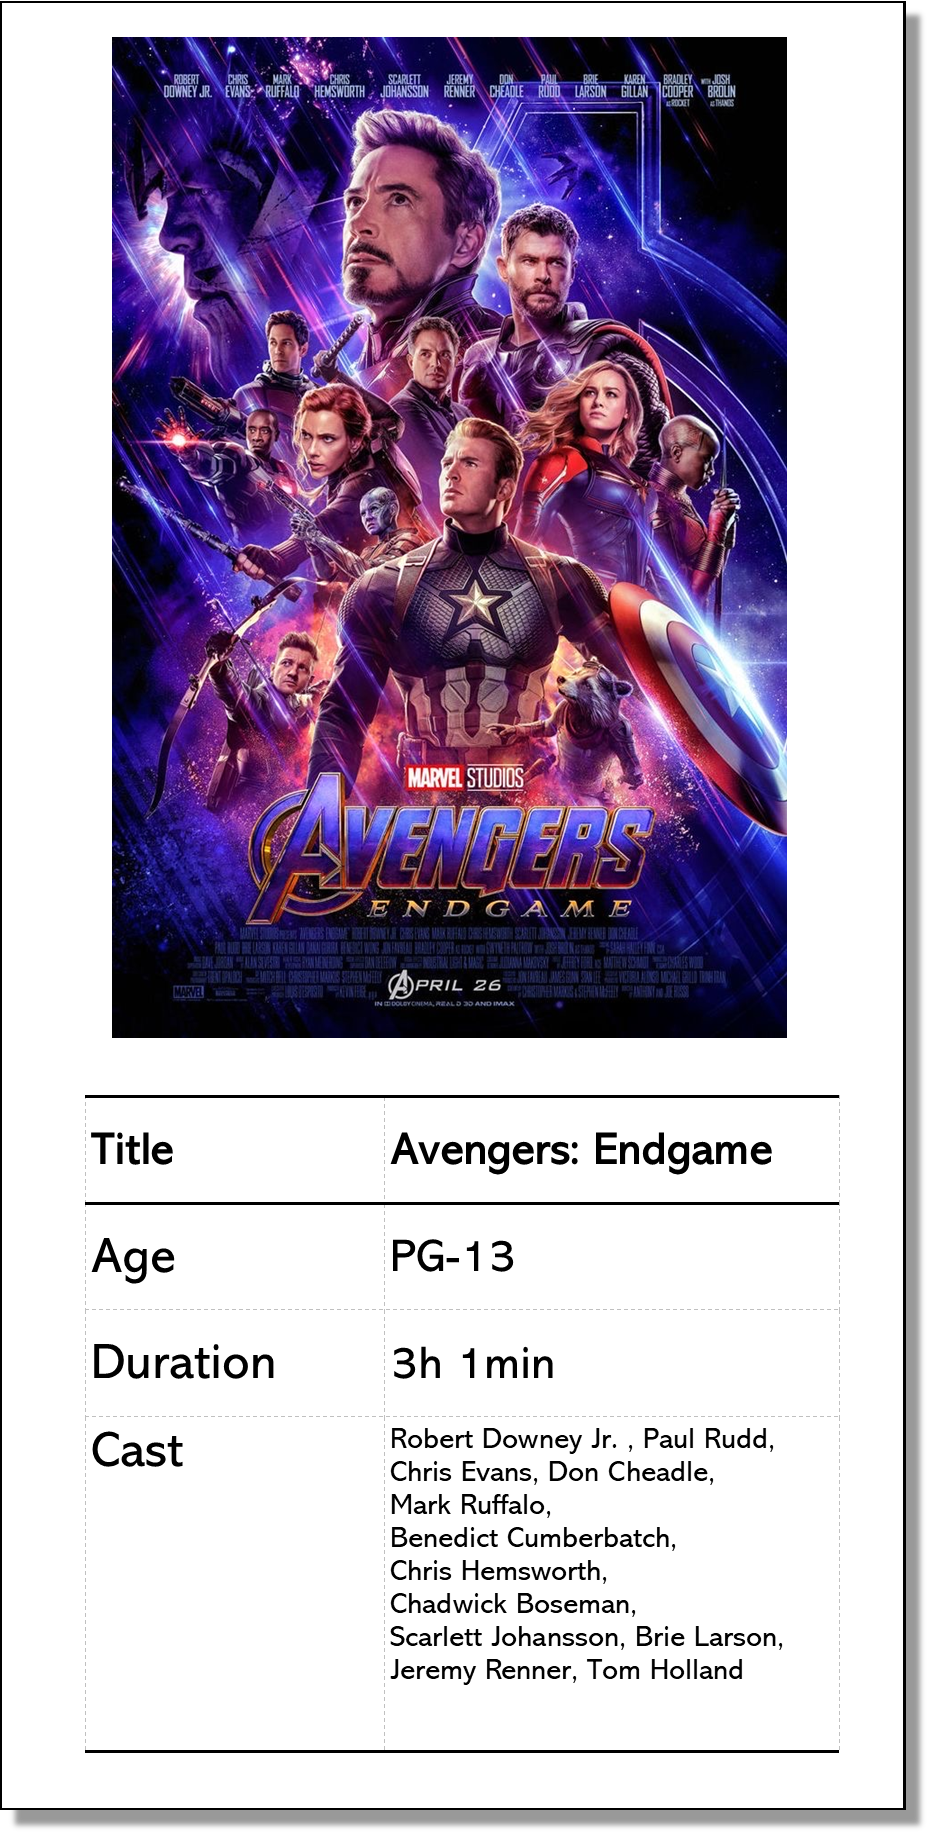 ROBERT DOWNEY JR. CHRIS EVANS MARK RUFFALO CHRIS HEMSWORTH SCARLETT JOHANSSON JEREMY RENNER DON CHEADLE PAUL RUDD BRIE LARSON KAREN GILLAN BRADLEY COOPER AS ROCKET WITH JOSH BROLIN AS THANOS
MARVEL STUDIOS
AVENGERS
ENDGAME
MARVEL
APRIL 26
IN DOLBY CINEMA, REAL D 3D AND IMAX
Title Avengers: Endgame
Age PG-13
Duration 3h 1min
Cast Robert Downey Jr. , Paul Rudd,
Chris Evans, Don Cheadle,
Mark Ruffalo,
Benedict Cumberbatch,
Chris Hemsworth,
Chadwick Boseman,
Scarlett Johansson, Brie Larson,
Jeremy Renner, Tom Holland